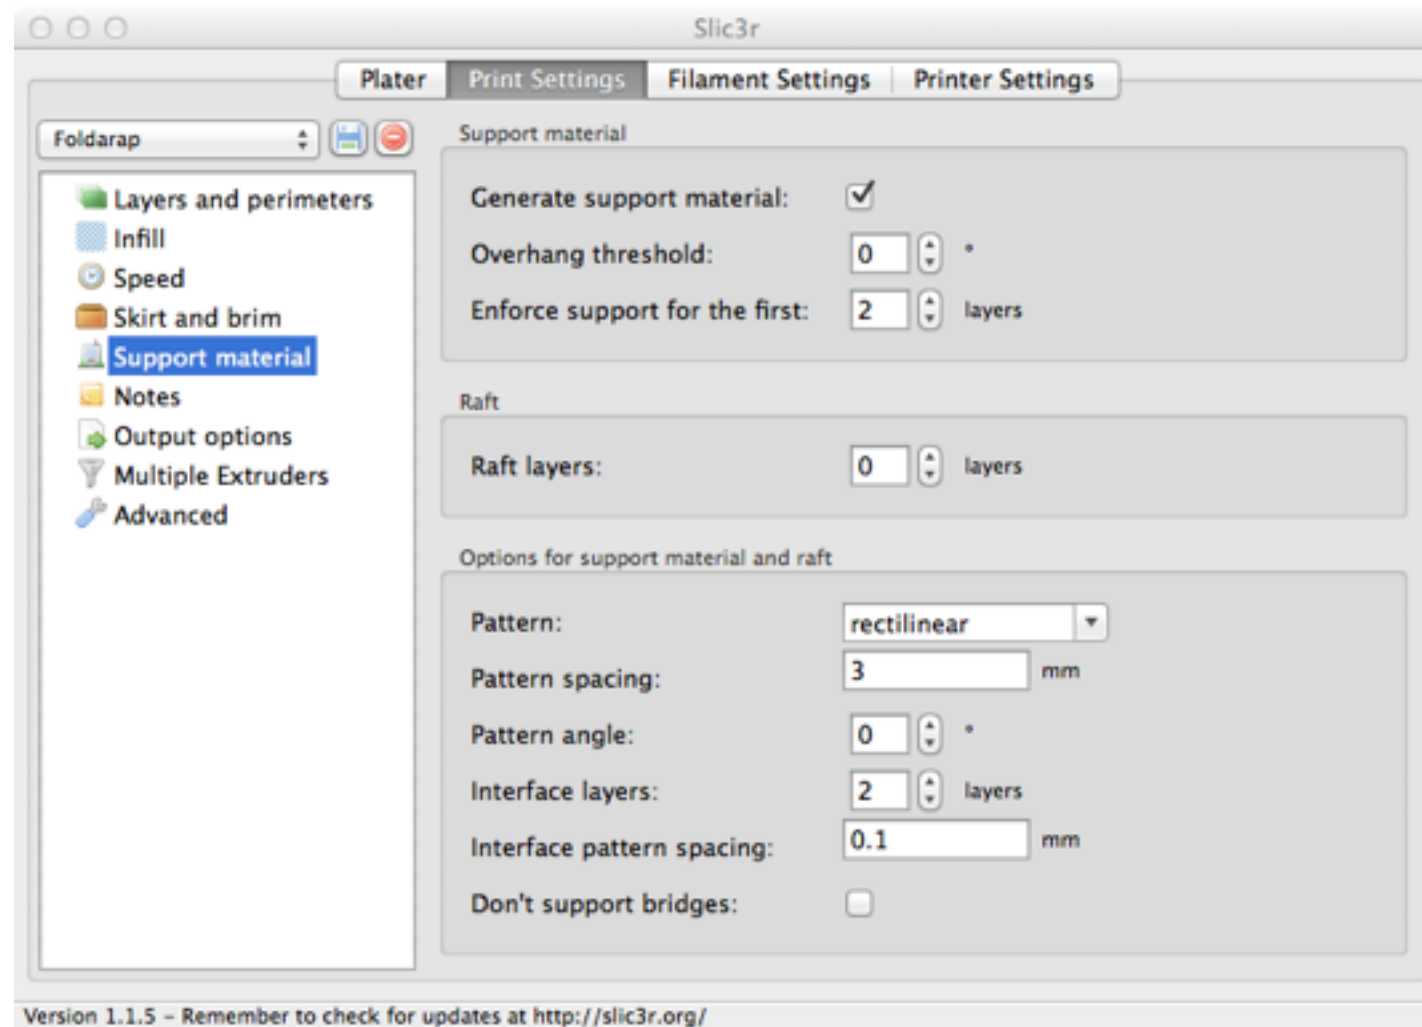 Slic3r
Plater Print Settings Filament Settings Printer Settings
Foldarap
Layers and perimeters
Infill
Speed
Skirt and brim
Support material
Notes
Output options
Multiple Extruders
Advanced
Support material
Generate support material:
Overhang threshold: 0 °
Enforce support for the first: 2 layers
Raft
Raft layers: 0 layers
Options for support material and raft
Pattern: rectilinear
Pattern spacing: 3 mm
Pattern angle: 0 °
Interface layers: 2 layers
Interface pattern spacing: 0.1 mm
Don't support bridges:
Version 1.1.5 – Remember to check for updates at http://slic3r.org/